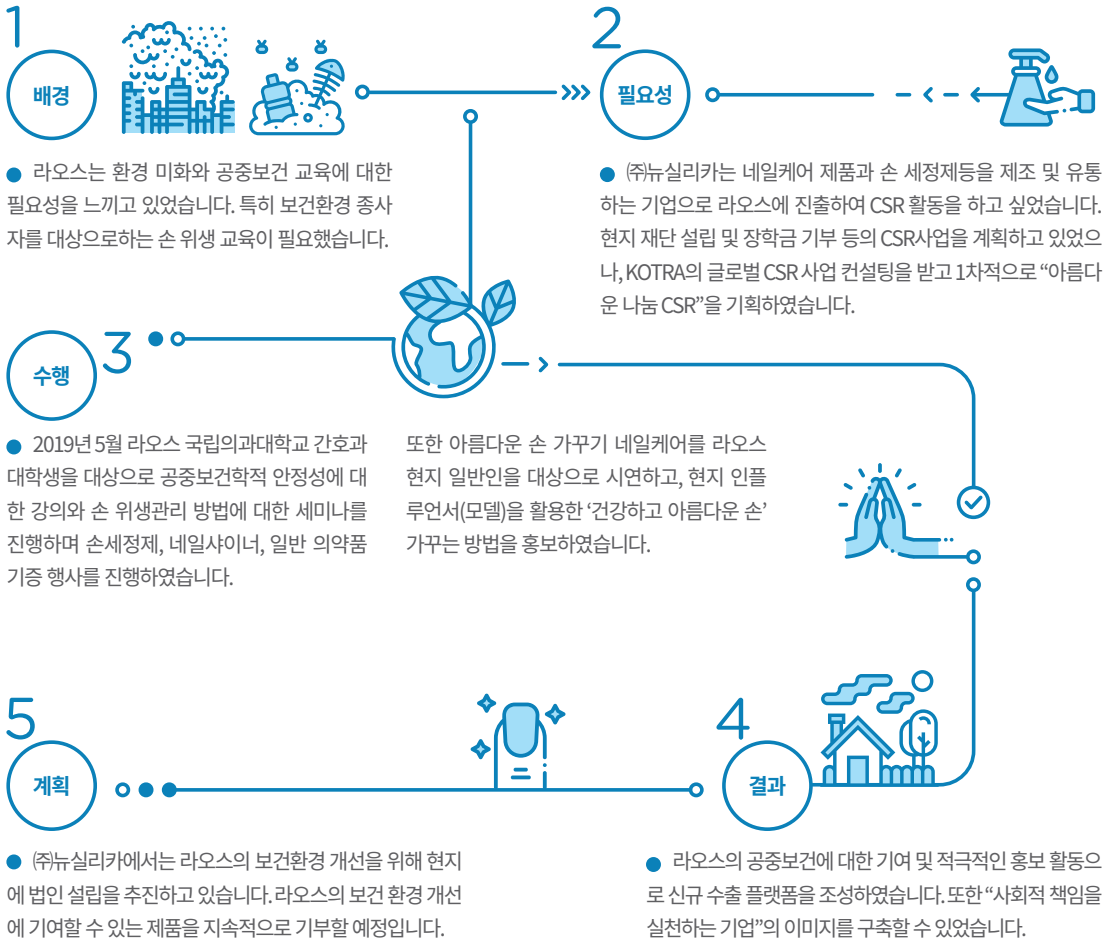 1
배경
● 라오스는 환경 미화와 공중보건 교육에 대한
필요성을 느끼고 있었습니다. 특히 보건환경 종사
자를 대상으로하는 손 위생 교육이 필요했습니다.
2
필요성
● ㈜뉴실리카는 네일케어 제품과 손 세정제등을 제조 및 유통
하는 기업으로 라오스에 진출하여 CSR 활동을 하고 싶었습니다.
현지 재단 설립 및 장학금 기부 등의 CSR사업을 계획하고 있었으
나, KOTRA의 글로벌 CSR 사업 컨설팅을 받고 1차적으로 “아름다
운 나눔 CSR”을 기획하였습니다.
3
수행
● 2019년 5월 라오스 국립의과대학교 간호과
대학생을 대상으로 공중보건학적 안정성에 대
한 강의와 손 위생관리 방법에 대한 세미나를
진행하며 손세정제, 네일샤이너, 일반 의약품
기증 행사를 진행하였습니다.
또한 아름다운 손 가꾸기 네일케어를 라오스
현지 일반인을 대상으로 시연하고, 현지 인플
루언서(모델)을 활용한 ‘건강하고 아름다운 손’
가꾸는 방법을 홍보하였습니다.
4
결과
● 라오스의 공중보건에 대한 기여 및 적극적인 홍보 활동으
로 신규 수출 플랫폼을 조성하였습니다. 또한 “사회적 책임을
실천하는 기업”의 이미지를 구축할 수 있었습니다.
5
계획
● ㈜뉴실리카에서는 라오스의 보건환경 개선을 위해 현지
에 법인 설립을 추진하고 있습니다. 라오스의 보건 환경 개선
에 기여할 수 있는 제품을 지속적으로 기부할 예정입니다.